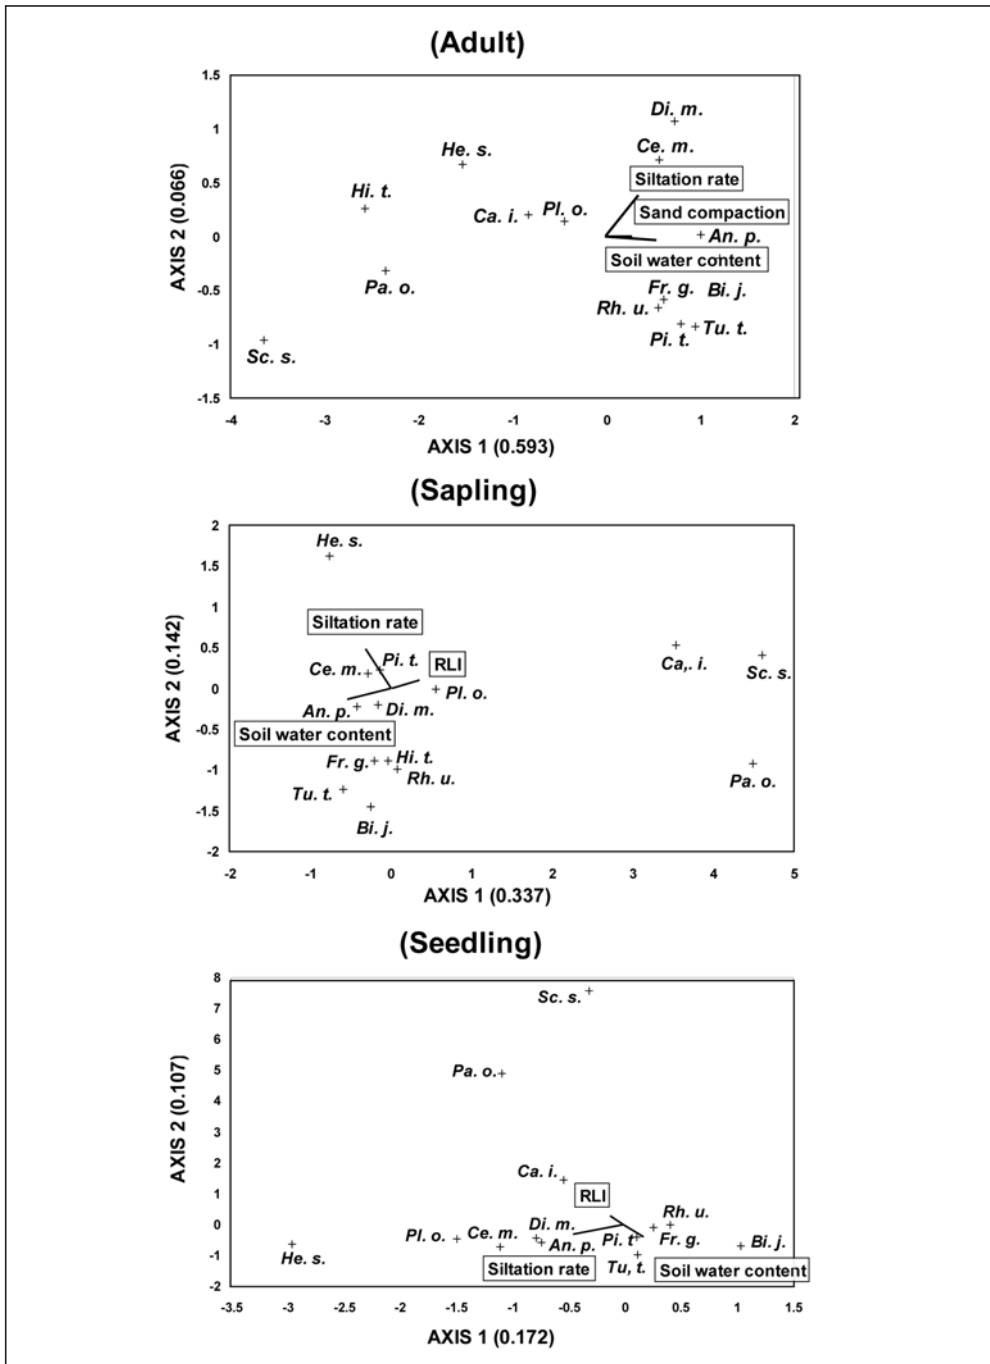 (Adult)
1.5
Di. m.
1
Ce. m.
He. s.
Siltation rate
0.5
Hi. t.
Sand compaction
Ca. i. Pl. o.
AXIS 2 (0.066)
0
An. p.
Soil water content
Pa. o.
Fr. g. Bi. j.
-0.5
Rh. u.
Tu. t.
Pi. t.
-1
Sc. s.
-1.5
-4 -3 -2 -1 0 1 2
AXIS 1 (0.593)
(Sapling)
2
He. s.
1.5
1
Siltation rate
0.5
Pi. t.
RLI
Ca,. i.
Ce. m.
Sc. s.
AXIS 2 (0.142)
0
Pl. o.
An. p. Di. m.
-0.5
Soil water content
Fr. g. Hi. t.
-1
Rh. u.
Pa. o.
Tu. t.
-1.5
Bi. j.
-2
-2 -1 0 1 2 3 4 5
AXIS 1 (0.337)
(Seedling)
8
Sc. s.
7
6
5
Pa. o.
4
AXIS 2 (0.107)
3
2
Ca. i.
1
RLI
Rh. u.
0
Pl. o. Ce. m. Di. m.
An. p. Pi. t Fr. g. Bi. j.
-1
He. s.
Tu, t.
Siltation rate Soil water content
-2
-3.5 -3 -2.5 -2 -1.5 -1 -0.5 0 0.5 1 1.5
AXIS 1 (0.172)